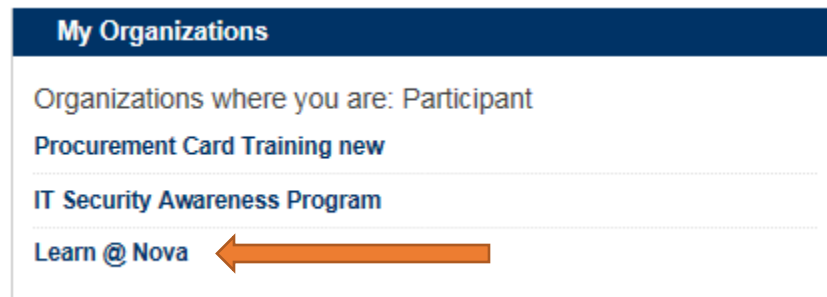 My Organizations
Organizations where you are: Participant
Procurement Card Training new
IT Security Awareness Program
Learn @ Nova